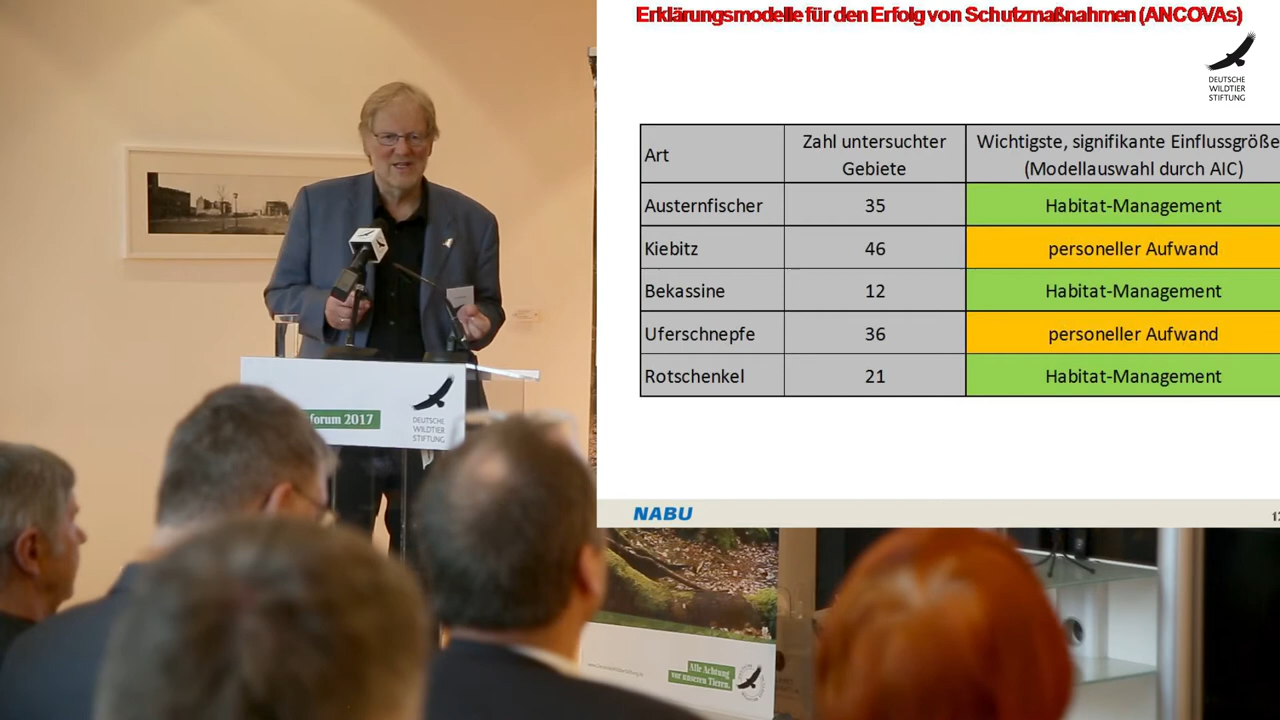 Erklärungsmodelle für den Erfolg von Schutzmaßnahmen (ANCOVAs)
DEUTSCHE
WILDTIER
STIFTUNG
Art
Zahl untersuchter
Gebiete
Wichtigste, signifikante Einflussgröße
(Modellauswahl durch AIC)
Austernfischer 35 Habitat-Management
Kiebitz 46 personeller Aufwand
Bekassine 12 Habitat-Management
Uferschnepfe 36 personeller Aufwand
Rotschenkel 21 Habitat-Management
NABU
forum 2017
DEUTSCHE
WILDTIER
STIFTUNG
Alle Achtung
vor unseren Tieren.